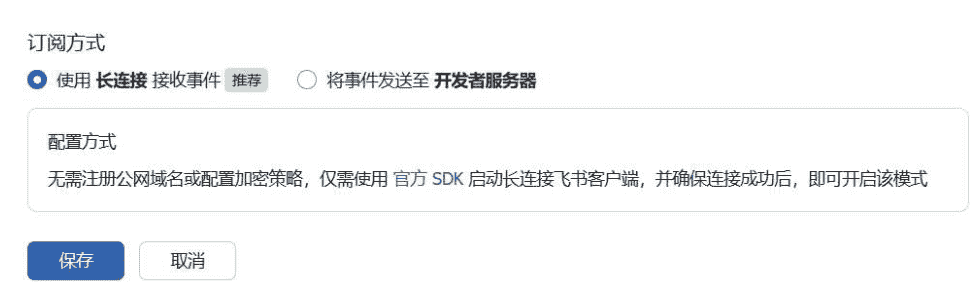 订阅方式
使用 长连接 接收事件 推荐 将事件发送至 开发者服务器
配置方式
无需注册公网域名或配置加密策略，仅需使用 官方 SDK 启动长连接飞书客户端，并确保连接成功后，即可开启该模式
保存 取消